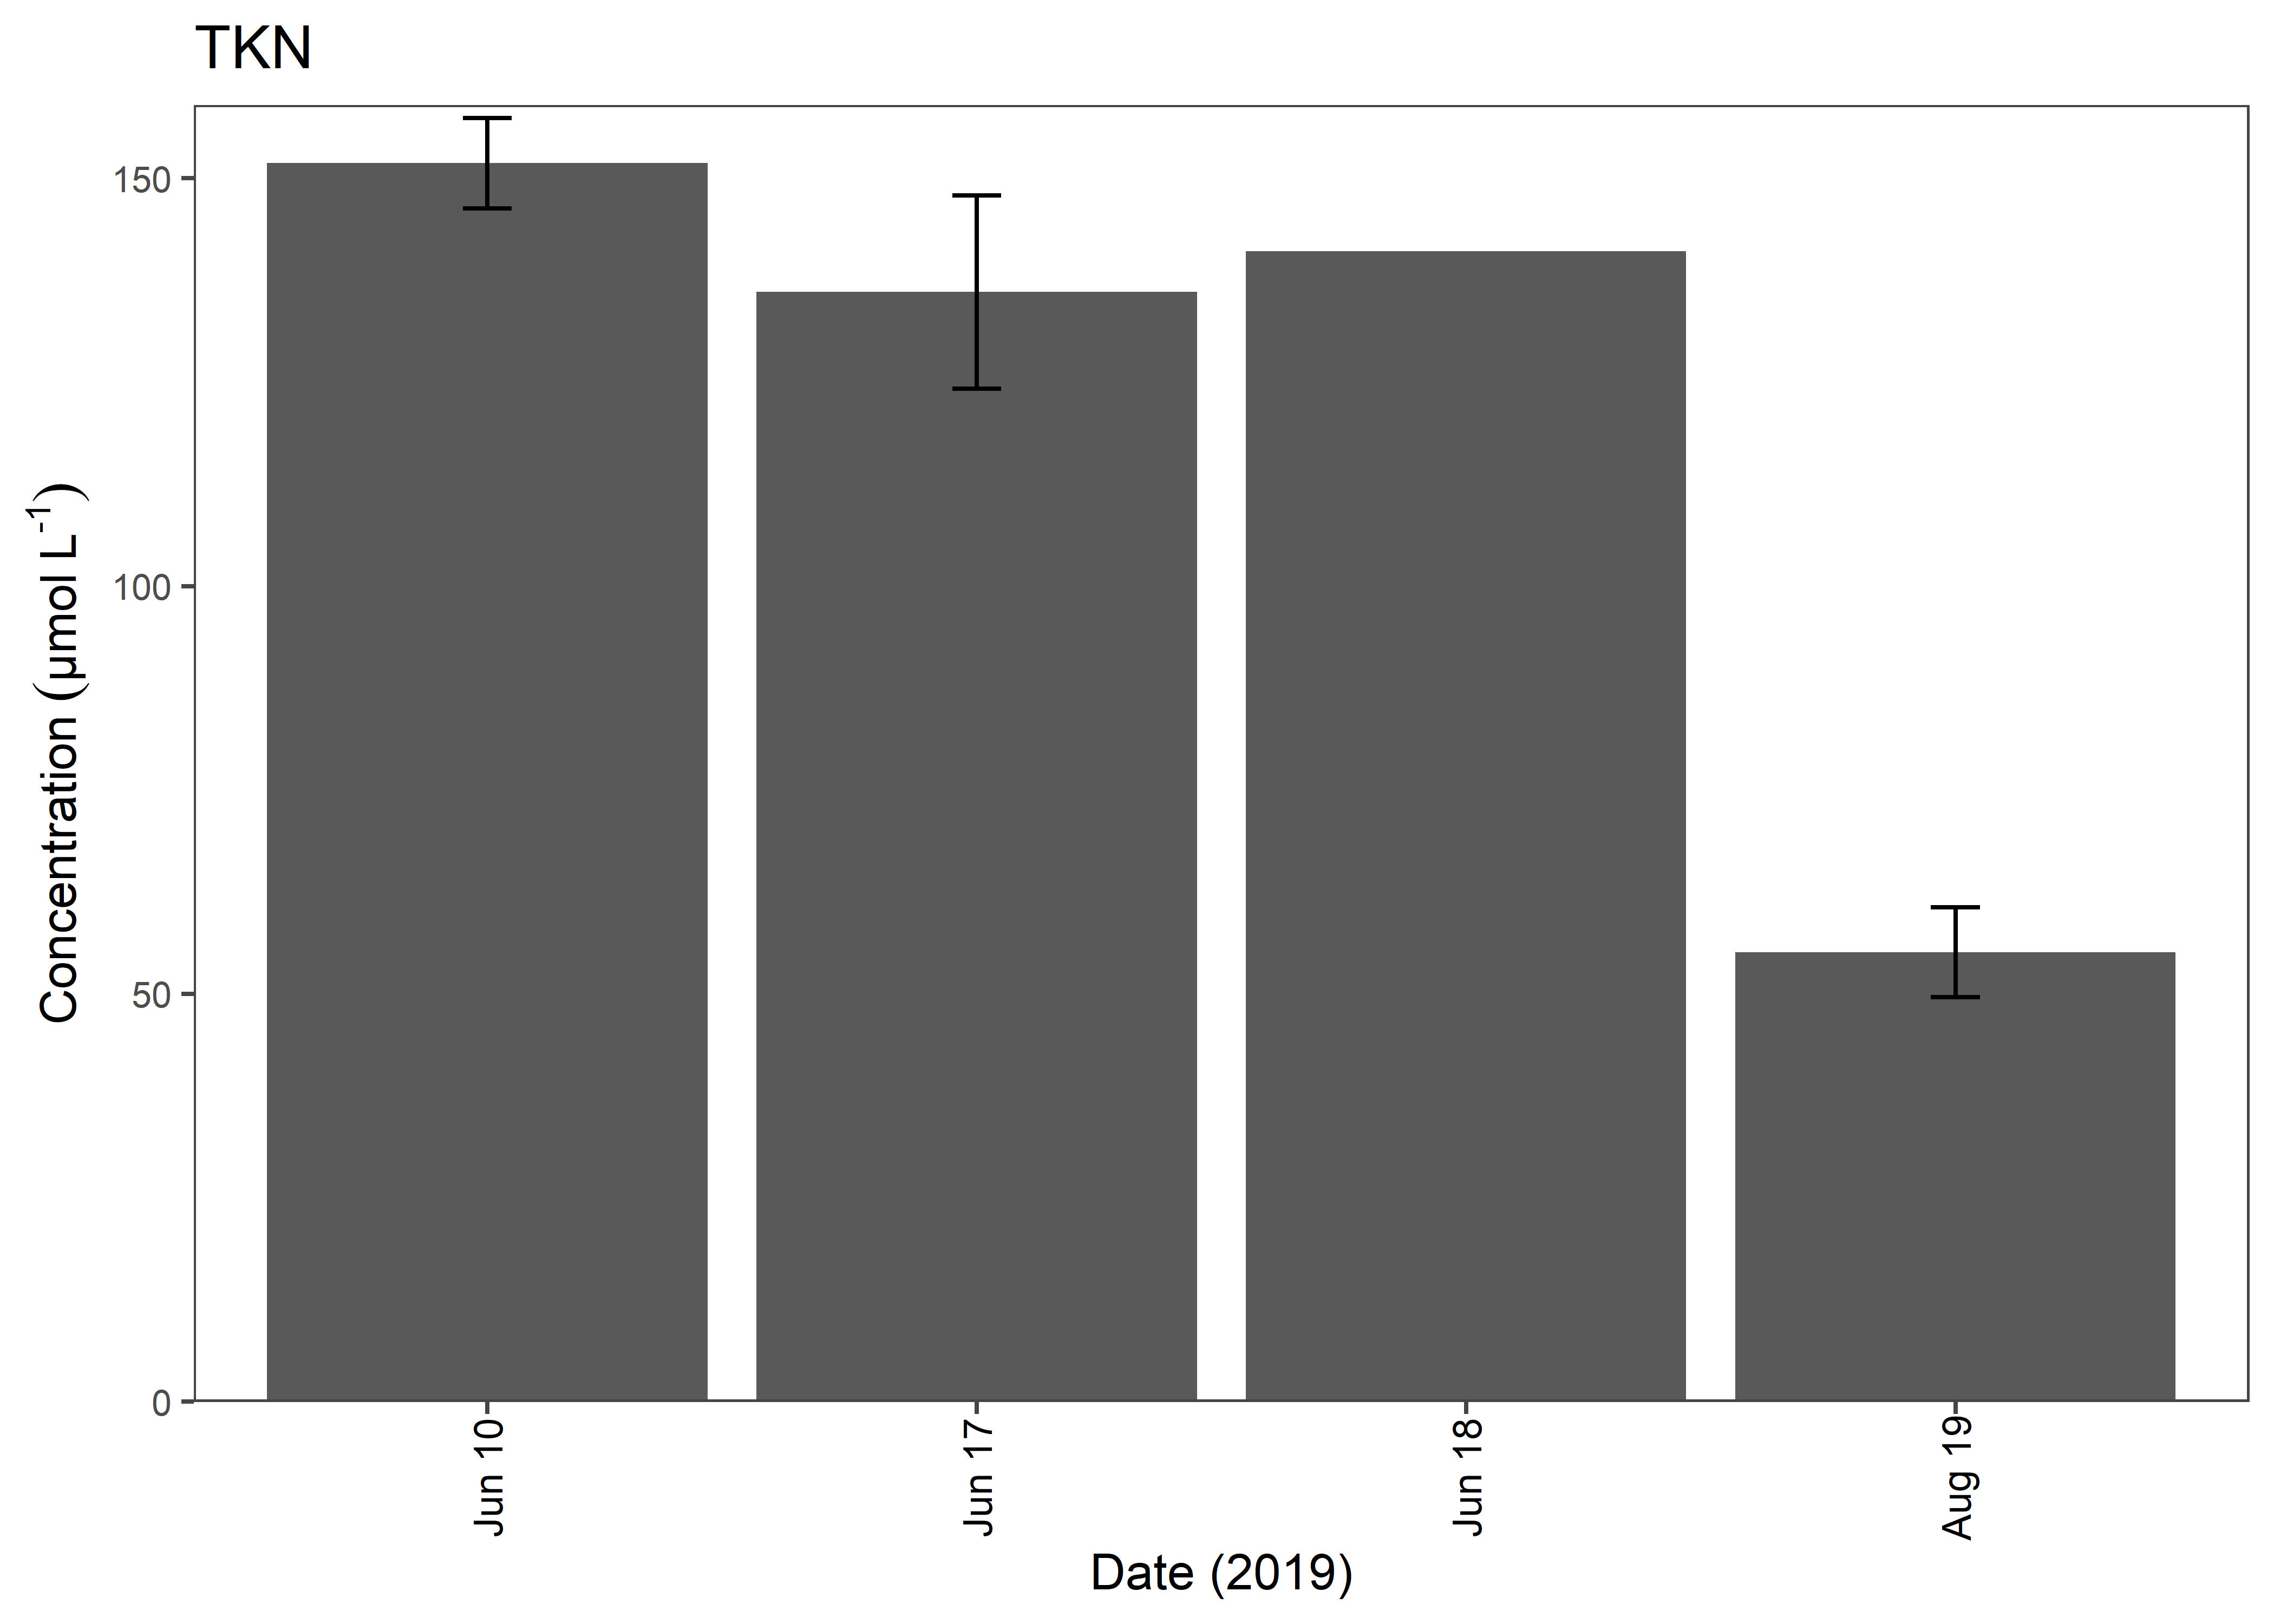 TKN
150
100
50
0
Concentration (µmol L⁻¹)
Jun 10
Jun 17
Jun 18
Aug 19
Date (2019)